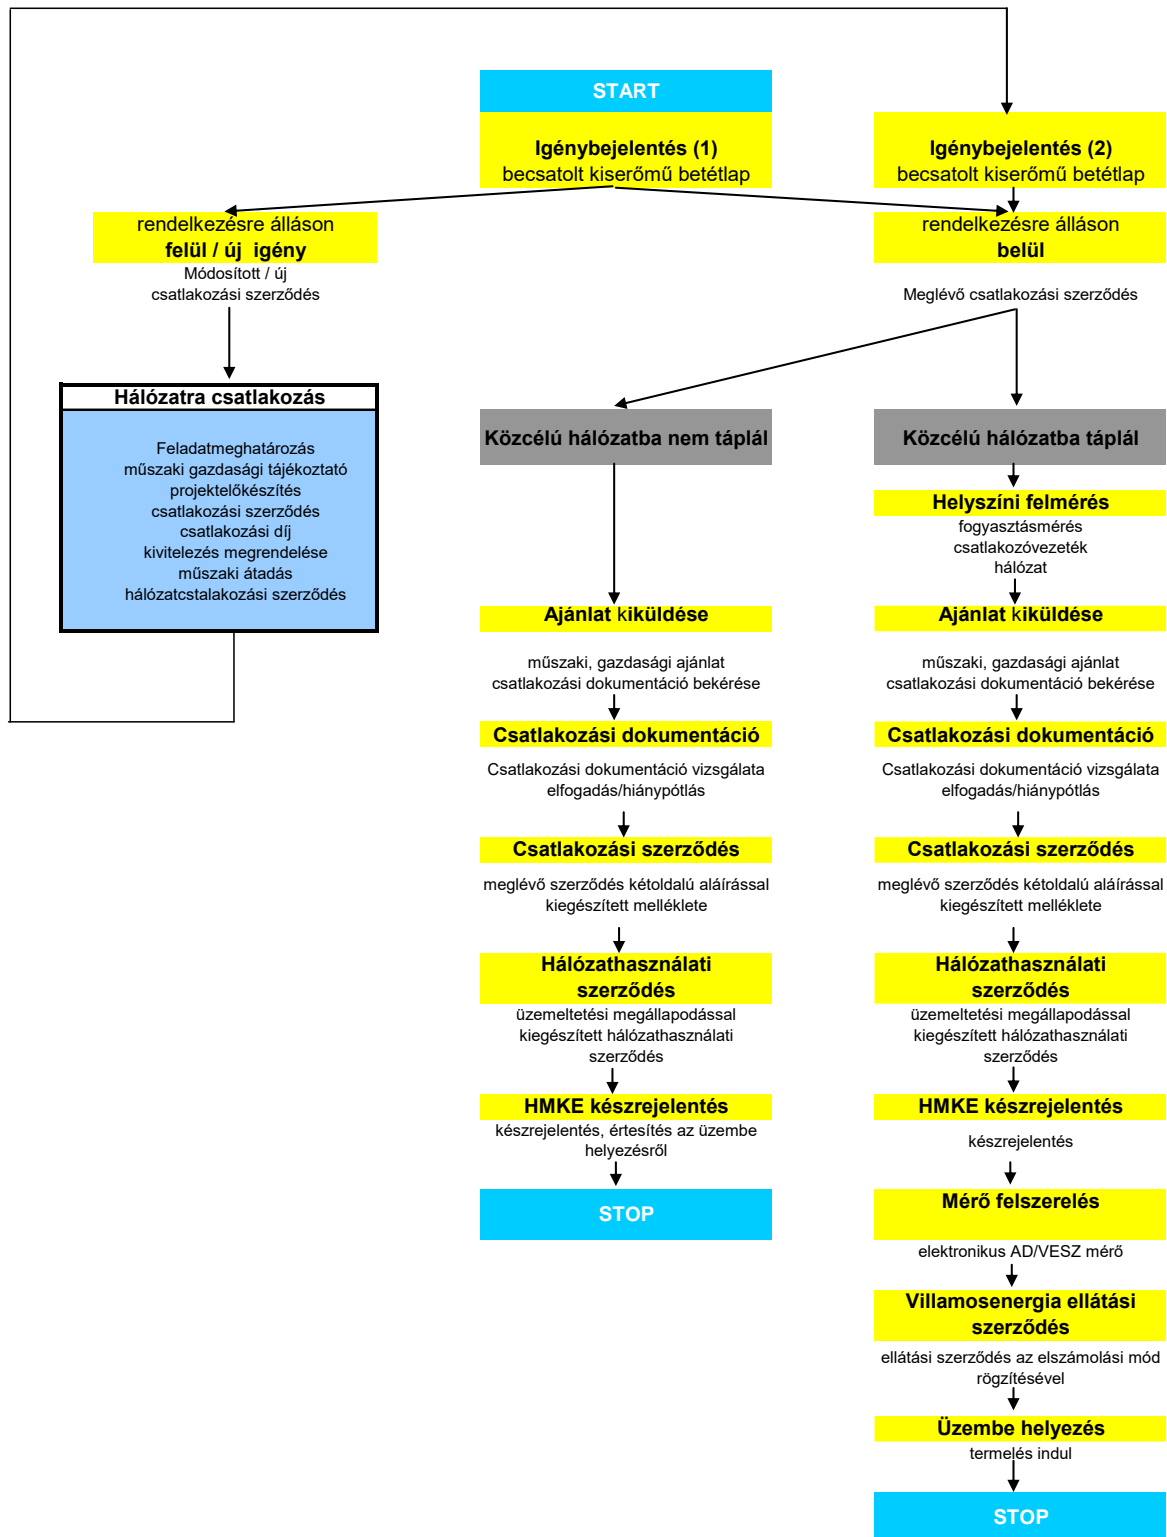 START
Igénybejelentés (1)
becsatolt kiserőmű betétlap
Igénybejelentés (2)
becsatolt kiserőmű betétlap
rendelkezésre álláson
felül / új igény
Módosított / új
csatlakozási szerződés
rendelkezésre álláson
belül
Meglévő csatlakozási szerződés
Hálózatra csatlakozás
Feladatmeghatározás
műszaki gazdasági tájékoztató
projektelőkészítés
csatlakozási szerződés
csatlakozási díj
kivitelezés megrendelése
műszaki átadás
hálózatcstalakozási szerződés
Közcélú hálózatba nem táplál
Ajánlat kiküldése
műszaki, gazdasági ajánlat
csatlakozási dokumentáció bekérése
Csatlakozási dokumentáció
Csatlakozási dokumentáció vizsgálata
elfogadás/hiánypótlás
Csatlakozási szerződés
meglévő szerződés kétoldalú aláírással
kiegészített melléklete
Hálózathasználati
szerződés
üzemeltetési megállapodással
kiegészített hálózathasználati
szerződés
HMKE készrejelentés
készrejelentés, értesítés az üzembe
helyezésről
STOP
Közcélú hálózatba táplál
Helyszíni felmérés
fogyasztásmérés
csatlakozóvezeték
hálózat
Ajánlat kiküldése
műszaki, gazdasági ajánlat
csatlakozási dokumentáció bekérése
Csatlakozási dokumentáció
Csatlakozási dokumentáció vizsgálata
elfogadás/hiánypótlás
Csatlakozási szerződés
meglévő szerződés kétoldalú aláírással
kiegészített melléklete
Hálózathasználati
szerződés
üzemeltetési megállapodással
kiegészített hálózathasználati
szerződés
HMKE készrejelentés
készrejelentés
Mérő felszerelés
elektronikus AD/VESZ mérő
Villamosenergia ellátási
szerződés
ellátási szerződés az elszámolási mód
rögzítésével
Üzembe helyezés
termelés indul
STOP